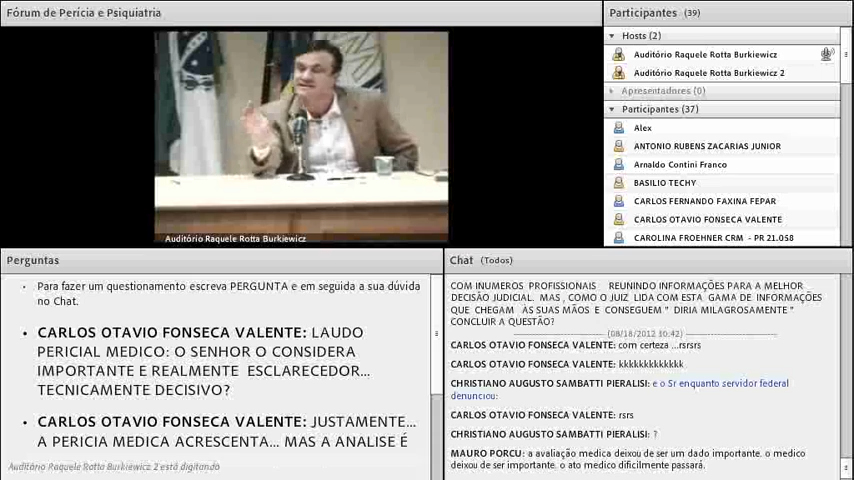 Fórum de Perícia e Psiquiatria
Auditório Raquele Rotta Burkiewicz
Participantes (39)
Hosts (2)
Auditório Raquele Rotta Burkiewicz
Auditório Raquele Rotta Burkiewicz 2
Apresentadores (0)
Participantes (37)
Alex
ANTONIO RUBENS ZACARIAS JUNIOR
Arnaldo Contini Franco
BASILIO TECHY
CARLOS FERNANDO FAXINA FEPAR
CARLOS OTAVIO FONSECA VALENTE
CAROLINA FROEHNER CRM - PR 21.058
Perguntas
Para fazer um questionamento escreva PERGUNTA e em seguida a sua dúvida
no Chat.
CARLOS OTAVIO FONSECA VALENTE: LAUDO
PERICIAL MEDICO: O SENHOR O CONSIDERA
IMPORTANTE E REALMENTE ESCLARECEDOR...
TECNICAMENTE DECISIVO?
CARLOS OTAVIO FONSECA VALENTE: JUSTAMENTE...
A PERICIA MEDICA ACRESCENTA... MAS A ANALISE É
Auditório Raquele Rotta Burkiewicz 2 está digitando
Chat (Todos)
COM INUMEROS PROFISSIONAIS REUNINDO INFORMAÇÕES PARA A MELHOR
DECISÃO JUDICIAL. MAS , COMO O JUIZ LIDA COM ESTA GAMA DE INFORMAÇÕES
QUE CHEGAM AS SUAS MÃOS E CONSEGUEM " DIRIA MILAGROSAMENTE "
CONCLUIR A QUESTÃO?
CARLOS OTAVIO FONSECA VALENTE: com certeza ...rsrsrs
CARLOS OTAVIO FONSECA VALENTE: kkkkkkkkkkkkk
CHRISTIANO AUGUSTO SAMBATTI PIERALISI: e o Sr enquanto servidor federal
denunciou:
CARLOS OTAVIO FONSECA VALENTE: rsrs
CHRISTIANO AUGUSTO SAMBATTI PIERALISI: ?
MAURO PORCU: a avaliação medica deixou de ser um dado importante. o medico
deixou de ser importante. o ato medico dificilmente passará.